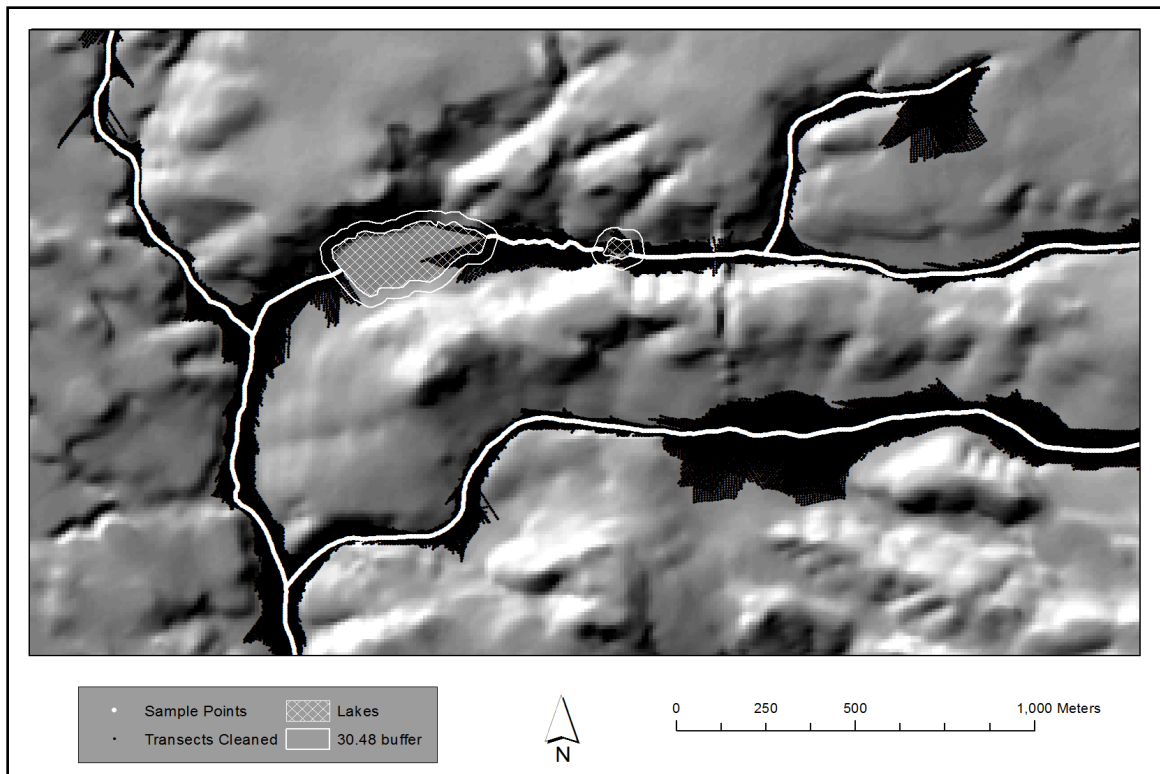 Sample Points
Lakes
Transects Cleaned
30.48 buffer
N
0 250 500 1,000 Meters